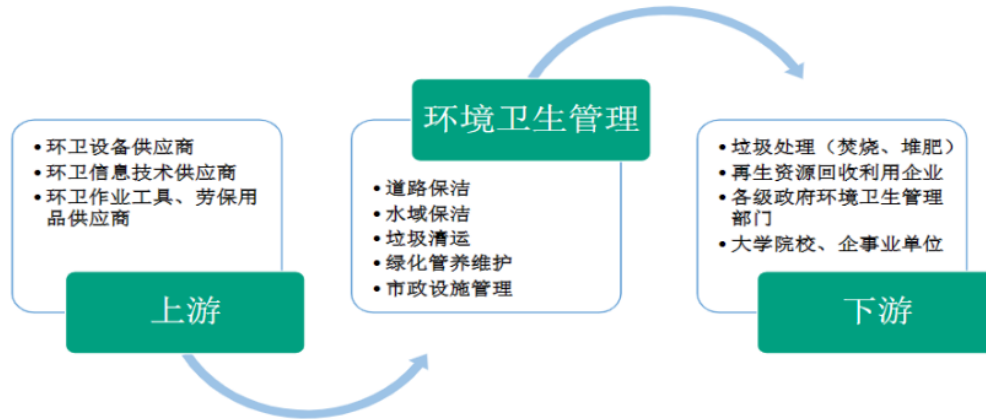 • 环卫设备供应商
• 环卫信息技术供应商
• 环卫作业工具、劳保用
品供应商
上游
环境卫生管理
• 道路保洁
• 水域保洁
• 垃圾清运
• 绿化管养维护
• 市政设施管理
• 垃圾处理（焚烧、堆肥）
• 再生资源回收利用企业
• 各级政府环境卫生管理
部门
• 大学院校、企事业单位
下游